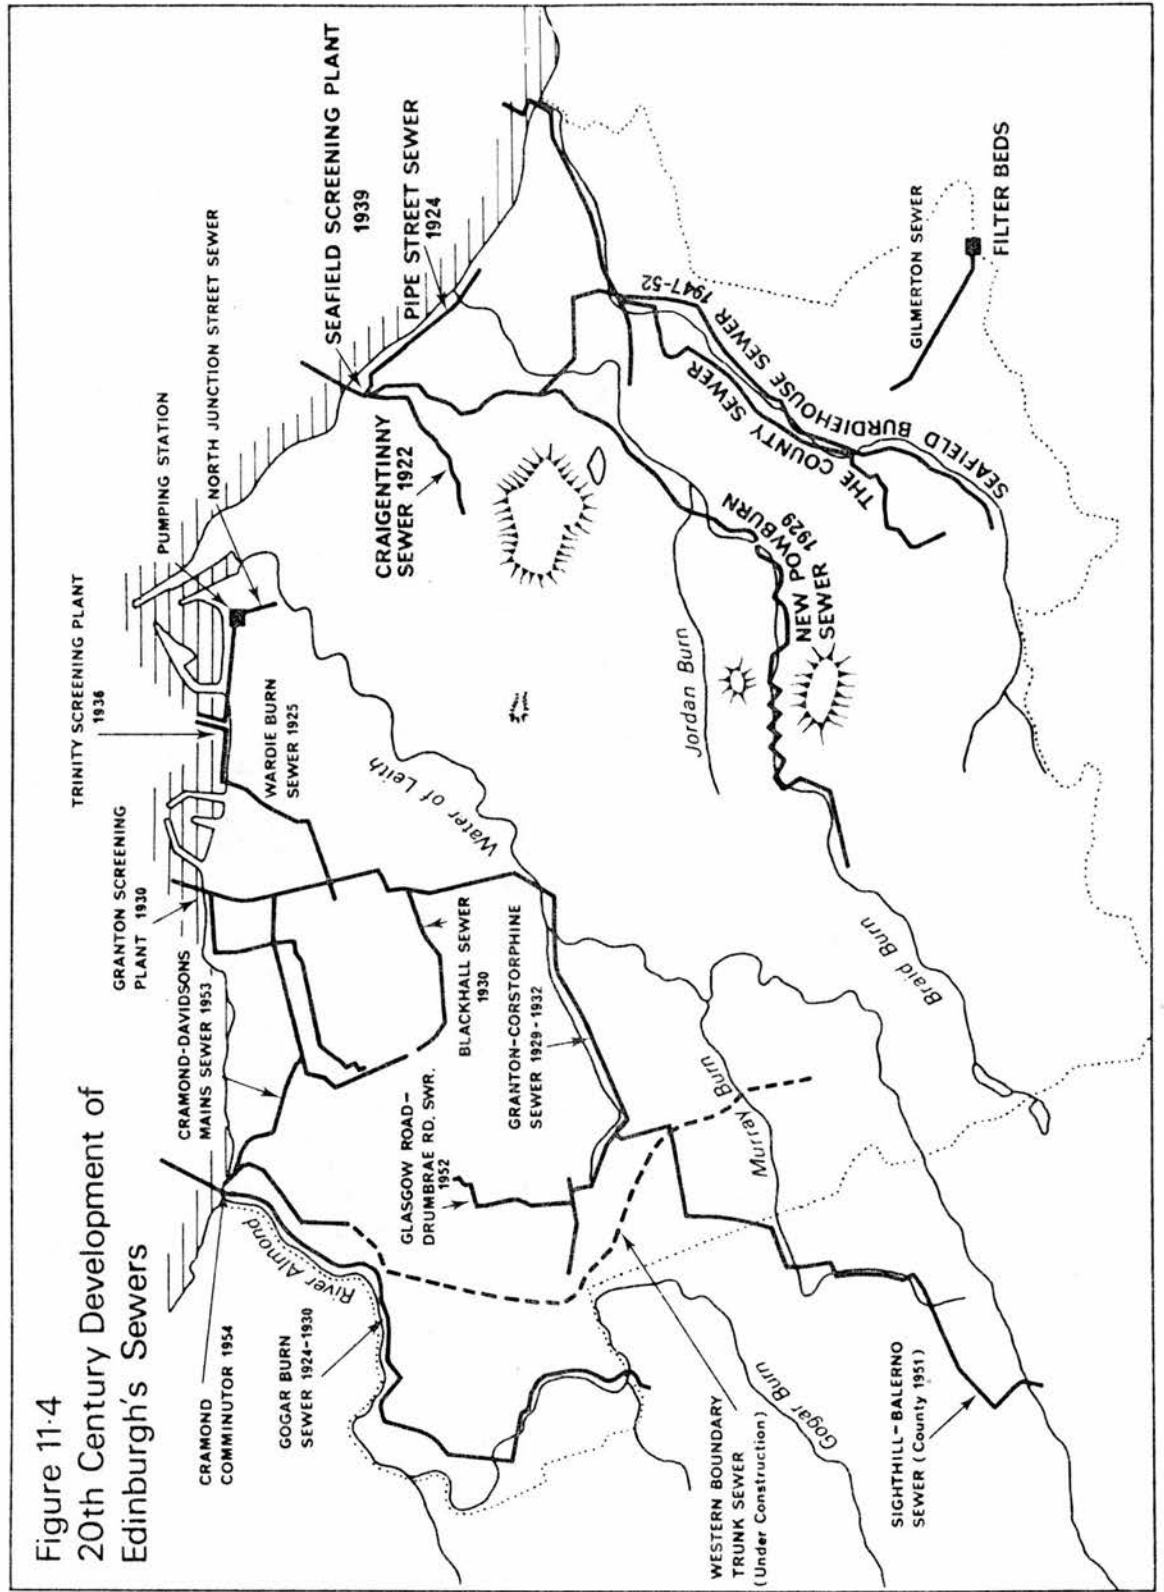 Figure 11·4
20th Century Development of
Edinburgh's Sewers
CRAMOND
COMMINUTOR 1954
CRAMOND-DAVIDSONS
MAINS SEWER 1953
GRANTON SCREENING
PLANT 1930
TRINITY SCREENING PLANT
1936
PUMPING STATION
NORTH JUNCTION STREET SEWER
SEAFIELD SCREENING PLANT
1939
PIPE STREET SEWER
1924
CRAIGENTINNY
SEWER 1922
WARDIE BURN
SEWER 1925
Water of Leith
River Almond
GOGAR BURN
SEWER 1924-1930
BLACKHALL SEWER
1930
GLASGOW ROAD-
DRUMBRAE RD. SWR.
1952
GRANTON-CORSTORPHINE
SEWER 1929-1932
Jordan Burn
NEW POWBURN
SEWER
1929
THE COUNTY SEWER
SEAFIELD BURDIEHOUSE SEWER 1947-52
GILMERTON SEWER
FILTER BEDS
Murray Burn
Braid Burn
WESTERN BOUNDARY
TRUNK SEWER
(Under Construction)
Gogar Burn
SIGHTHILL-BALERNO
SEWER (County 1951)